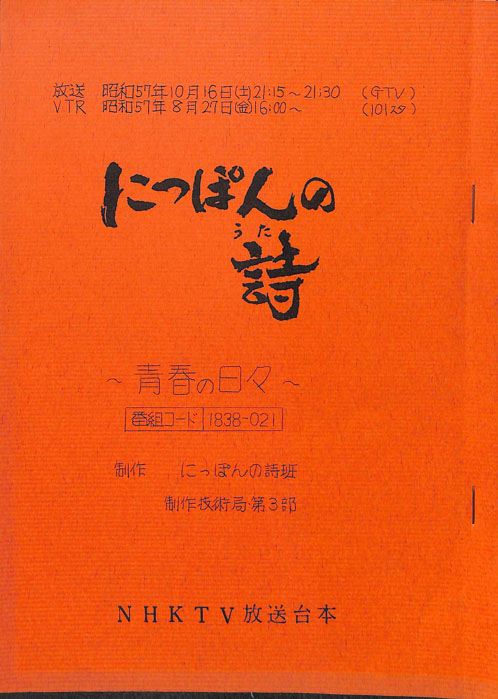 放送 昭和57年10月16日(土)21:15～21:30 (GTV)
VTR 昭和57年8月27日(金)16:00～ (101スタ)
にっぽんの
うた
詩
～青春の日々～
番組コード 1838-021
制作 にっぽんの詩班
制作技術局・第3部
NHKTV放送台本